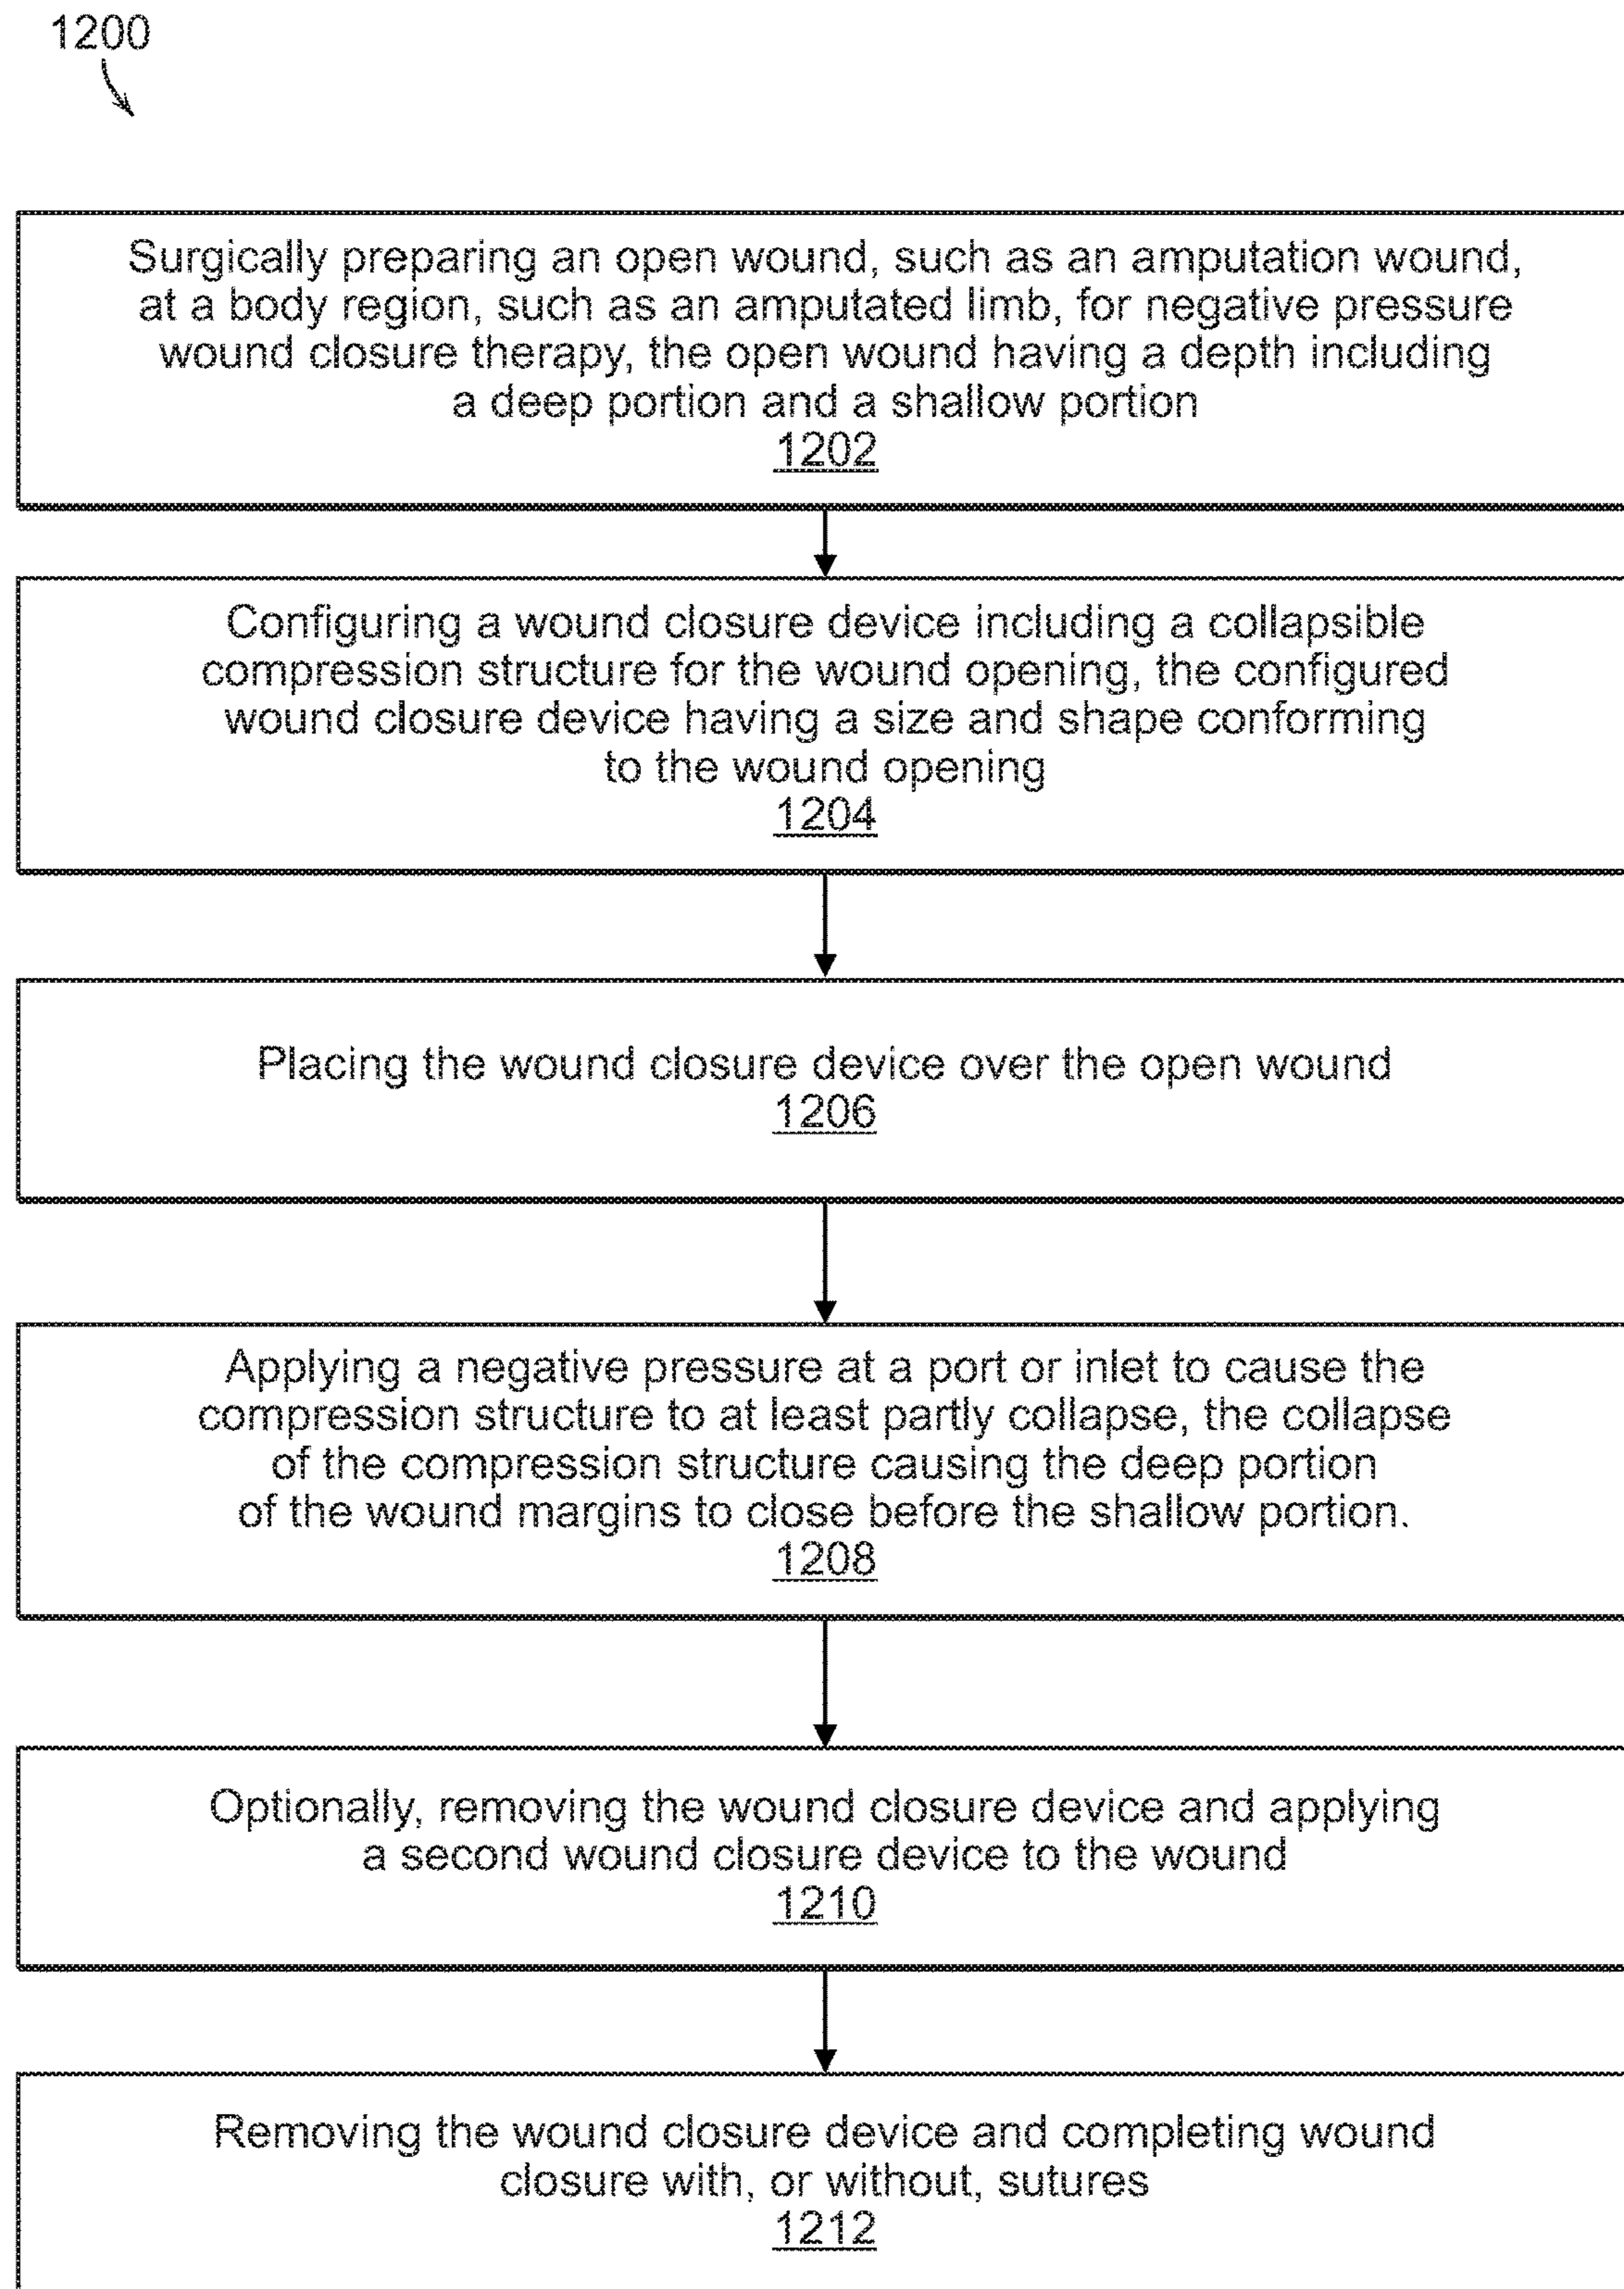 1200
Surgically preparing an open wound, such as an amputation wound,
at a body region, such as an amputated limb, for negative pressure
wound closure therapy, the open wound having a depth including
a deep portion and a shallow portion
1202
Configuring a wound closure device including a collapsible
compression structure for the wound opening, the configured
wound closure device having a size and shape conforming
to the wound opening
1204
Placing the wound closure device over the open wound
1206
Applying a negative pressure at a port or inlet to cause the
compression structure to at least partly collapse, the collapse
of the compression structure causing the deep portion
of the wound margins to close before the shallow portion.
1208
Optionally, removing the wound closure device and applying
a second wound closure device to the wound
1210
Removing the wound closure device and completing wound
closure with, or without, sutures
1212